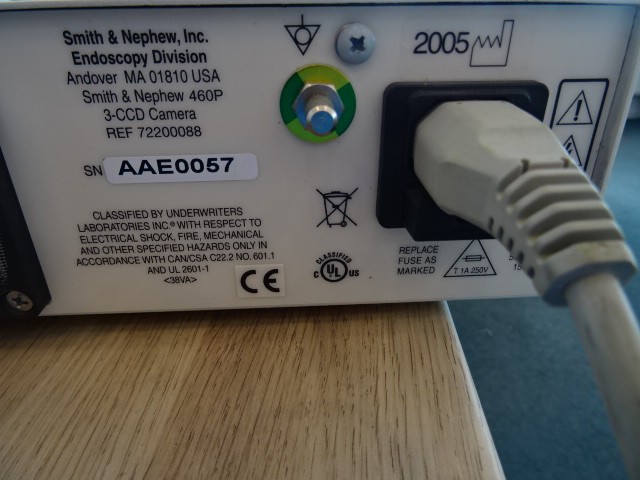 Smith & Nephew, Inc.
Endoscopy Division
Andover MA 01810 USA
Smith & Nephew 460P
3-CCD Camera
REF 72200088
SN AAE0057
2005
CLASSIFIED BY UNDERWRITERS
LABORATORIES INC.® WITH RESPECT TO
ELECTRICAL SHOCK, FIRE, MECHANICAL
AND OTHER SPECIFIED HAZARDS ONLY IN
ACCORDANCE WITH CAN/CSA C22.2 NO. 601.1
AND UL 2601-1
<38VA>
CE
CLASSIFIED
C UL US
REPLACE
FUSE AS
MARKED
T 1A 250V